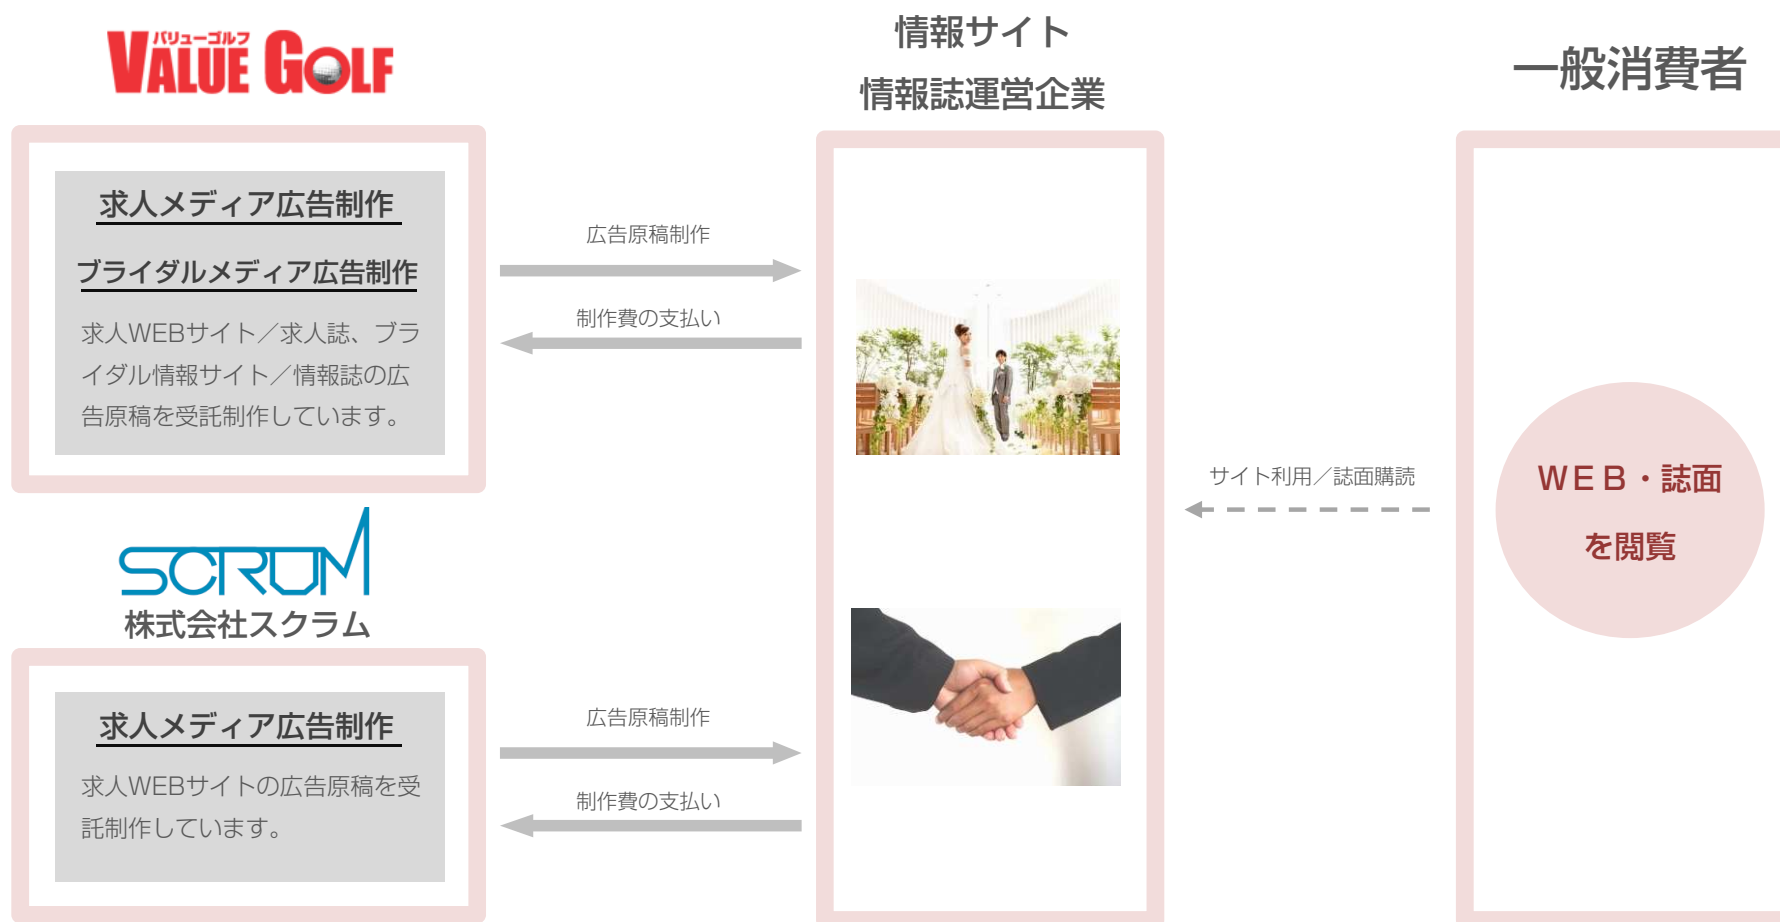 バリューゴルフ
VALUE GOLF
求人メディア広告制作
ブライダルメディア広告制作
求人WEBサイト／求人誌、ブラ
イダル情報サイト／情報誌の広
告原稿を受託制作しています。
SCRUM
株式会社スクラム
求人メディア広告制作
求人WEBサイトの広告原稿を受
託制作しています。
広告原稿制作
制作費の支払い
広告原稿制作
制作費の支払い
情報サイト
情報誌運営企業
サイト利用／誌面購読
一般消費者
ＷＥＢ・誌面
を閲覧